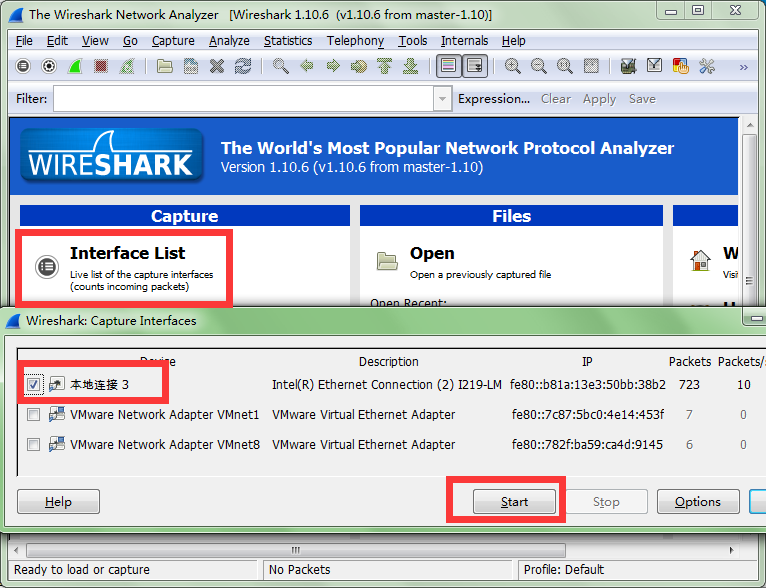 The Wireshark Network Analyzer [Wireshark 1.10.6 (v1.10.6 from master-1.10)]
File Edit View Go Capture Analyze Statistics Telephony Tools Internals Help
Filter: Expression... Clear Apply Save
WIRESHARK
The World's Most Popular Network Protocol Analyzer
Version 1.10.6 (v1.10.6 from master-1.10)
Capture Files
Interface List
Live list of the capture interfaces
(counts incoming packets)
Open
Open a previously captured file
Open Recent:
W
Visi
Wireshark: Capture Interfaces
Device Description IP Packets Packets/s
本地连接 3 Intel(R) Ethernet Connection (2) I219-LM fe80::b81a:13e3:50bb:38b2 723 10
VMware Network Adapter VMnet1 VMware Virtual Ethernet Adapter fe80::7c87:5bc0:4e14:453f 7 0
VMware Network Adapter VMnet8 VMware Virtual Ethernet Adapter fe80::782f:ba59:ca4d:9145 6 0
Help Start Stop Options
Ready to load or capture No Packets Profile: Default